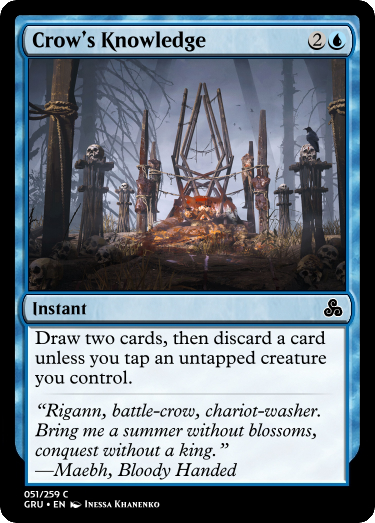 Crow's Knowledge 2
Instant
Draw two cards, then discard a card
unless you tap an untapped creature
you control.
“Rigann, battle-crow, chariot-washer.
Bring me a summer without blossoms,
conquest without a king.”
—Maebh, Bloody Handed
051/259 C
GRU • EN Inessa Khanenko